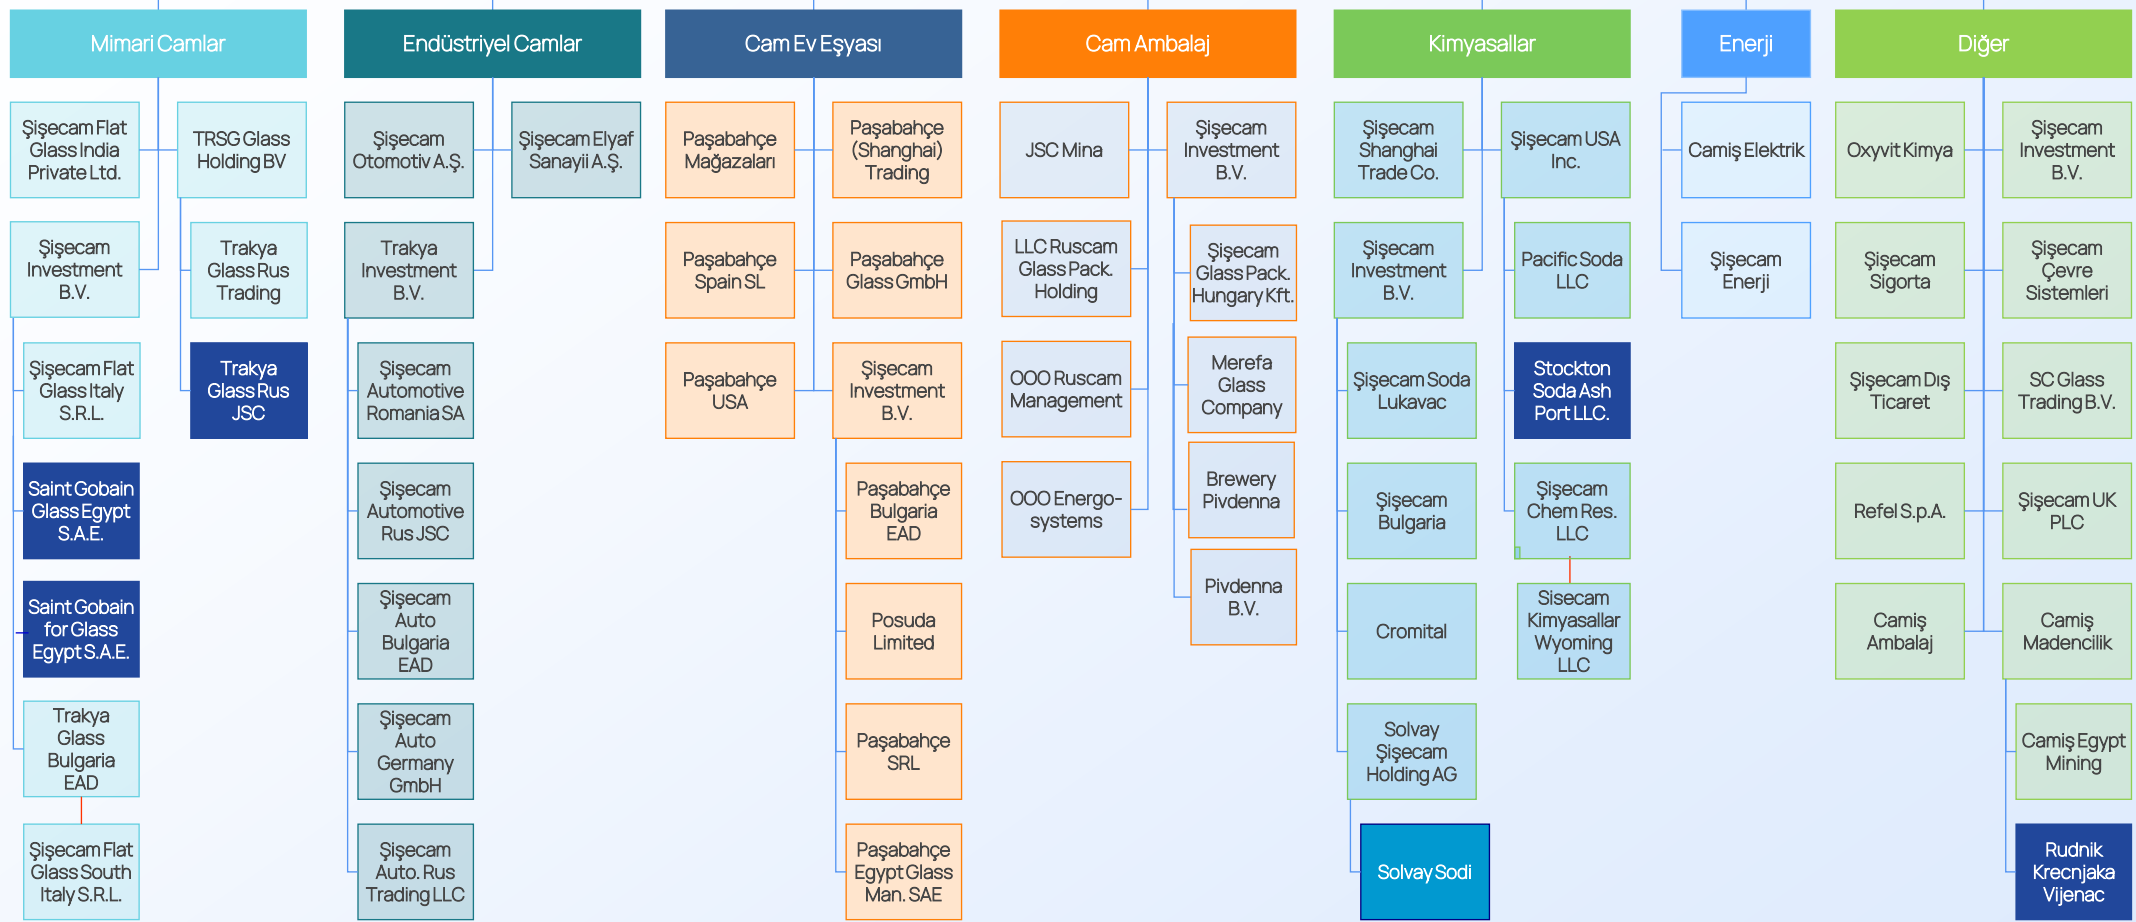 Mimari Camlar
Şişecam Flat
Glass India
Private Ltd.
TRSG Glass
Holding BV
Şişecam
Investment
B.V.
Trakya
Glass Rus
Trading
Şişecam Flat
Glass Italy
S.R.L.
Trakya
Glass Rus
JSC
Saint Gobain
Glass Egypt
S.A.E.
Saint Gobain
for Glass
Egypt S.A.E.
Trakya
Glass
Bulgaria
EAD
Şişecam Flat
Glass South
Italy S.R.L.
Endüstriyel Camlar
Şişecam
Otomotiv A.Ş.
Şişecam Elyaf
Sanayii A.Ş.
Trakya
Investment
B.V.
Şişecam
Automotive
Romania SA
Şişecam
Automotive
Rus JSC
Şişecam
Auto
Bulgaria
EAD
Şişecam
Auto
Germany
GmbH
Şişecam
Auto. Rus
Trading LLC
Cam Ev Eşyası
Paşabahçe
Mağazaları
Paşabahçe
(Shanghai)
Trading
Paşabahçe
Spain SL
Paşabahçe
Glass GmbH
Paşabahçe
USA
Şişecam
Investment
B.V.
Paşabahçe
Bulgaria
EAD
Posuda
Limited
Paşabahçe
SRL
Paşabahçe
Egypt Glass
Man. SAE
Cam Ambalaj
JSC Mina
Şişecam
Investment
B.V.
LLC Ruscam
Glass Pack.
Holding
Şişecam
Glass Pack.
Hungary Kft.
OOO Ruscam
Management
Merefa
Glass
Company
OOO Energo-
systems
Brewery
Pivdenna
Pivdenna
B.V.
Kimyasallar
Şişecam
Shanghai
Trade Co.
Şişecam USA
Inc.
Şişecam
Investment
B.V.
Pacific Soda
LLC
Şişecam Soda
Lukavac
Stockton
Soda Ash
Port LLC.
Şişecam
Bulgaria
Şişecam
Chem Res.
LLC
Cromital
Sisecam
Kimyasallar
Wyoming
LLC
Solvay
Şişecam
Holding AG
Solvay Sodi
Enerji
Camiş Elektrik
Şişecam
Enerji
Diğer
Oxyvit Kimya
Şişecam
Investment
B.V.
Şişecam
Sigorta
Şişecam
Çevre
Sistemleri
Şişecam Dış
Ticaret
SC Glass
Trading B.V.
Refel S.p.A.
Şişecam UK
PLC
Camiş
Ambalaj
Camiş
Madencilik
Camiş Egypt
Mining
Rudnik
Krecnjaka
Vijenac